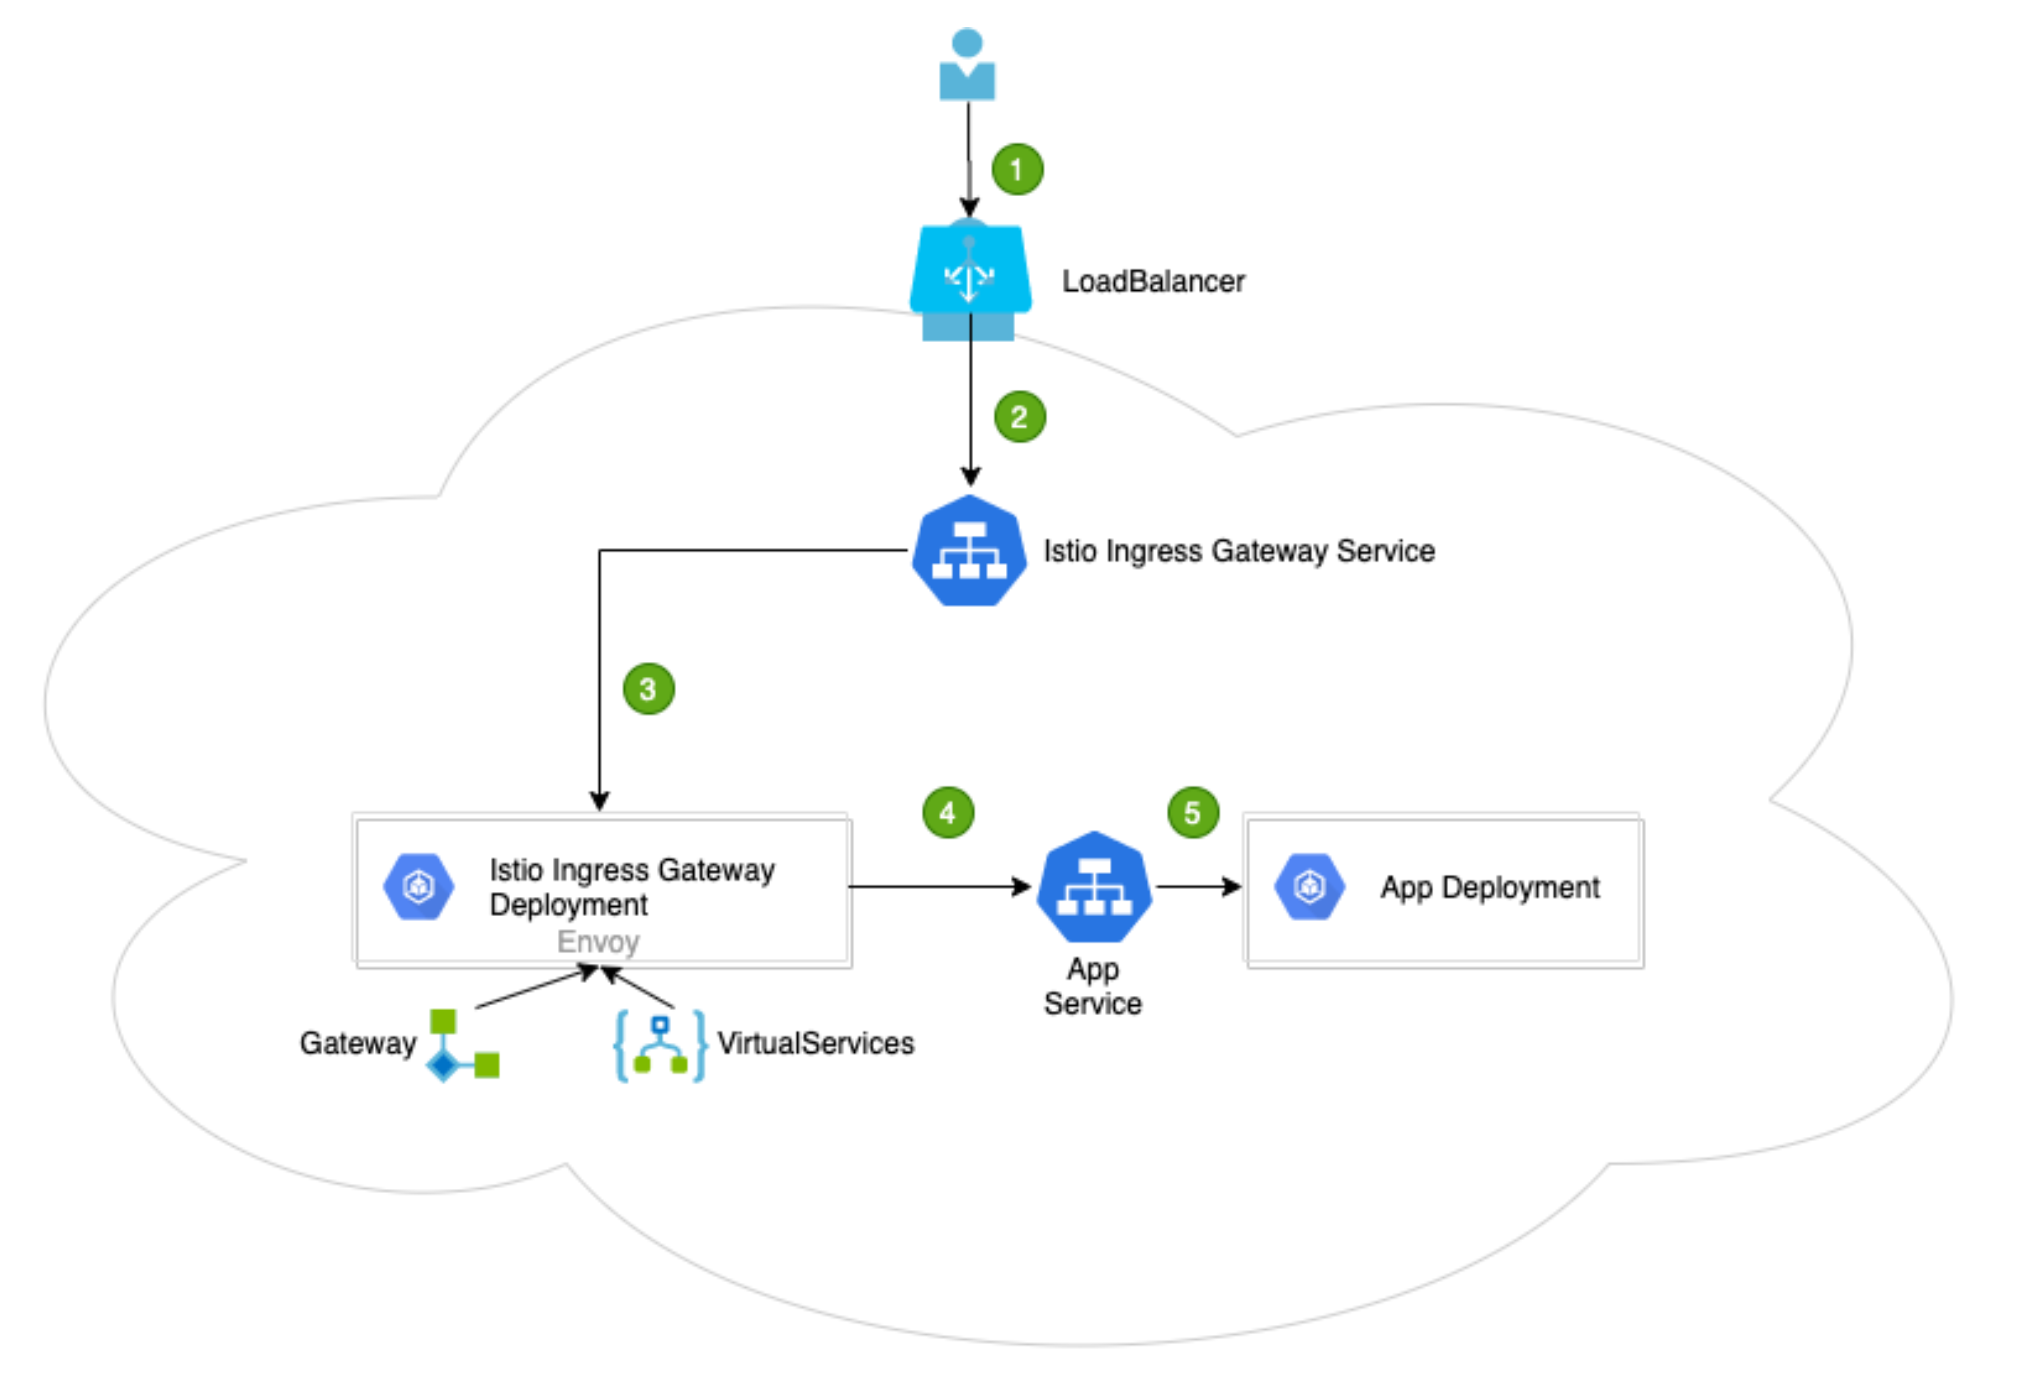 1
LoadBalancer
2
Istio Ingress Gateway Service
3
4
5
Istio Ingress Gateway
Deployment
Envoy
App
Service
App Deployment
Gateway
VirtualServices